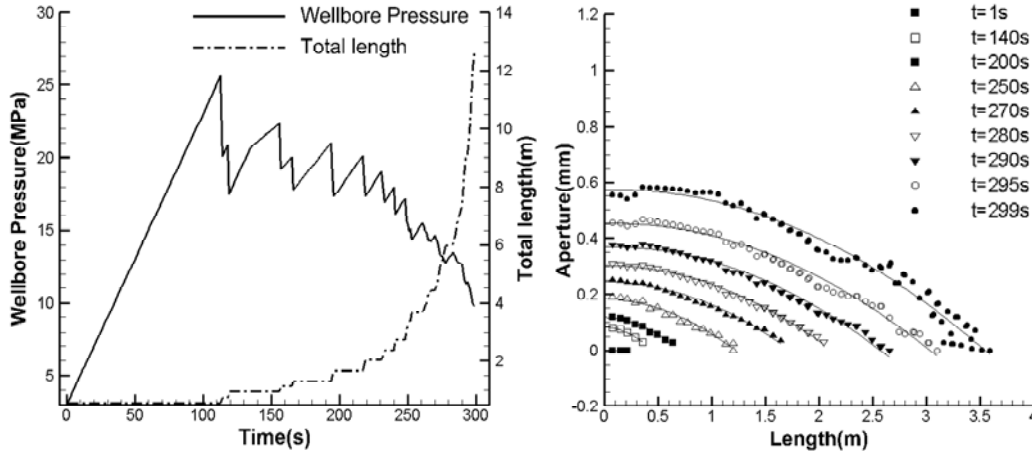 Wellbore Pressure
Total length
30
25
20
15
10
5
Wellbore Pressure(MPa)
14
12
10
8
6
4
2
Total length(m)
0
50
100
150
200
250
300
Time(s)
1.2
1
0.8
0.6
0.4
0.2
0
-0.2
Aperture(mm)
0
0.5
1
1.5
2
2.5
3
3.5
4
Length(m)
t=1s
t=140s
t=200s
t=250s
t=270s
t=280s
t=290s
t=295s
t=299s